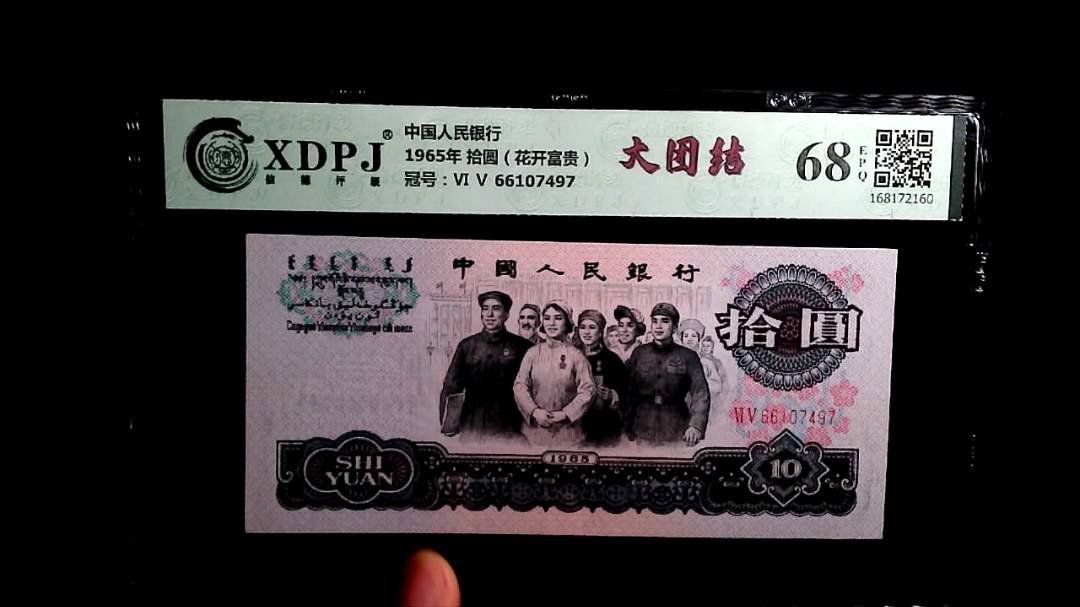 XDPJ®
信德评级
中国人民银行
1965年 拾圆（花开富贵）
冠号：VI V 66107497
大团结
68
EPQ
168172160
中國人民銀行
拾圓
VI V 66107497
1965
SHI
YUAN
10